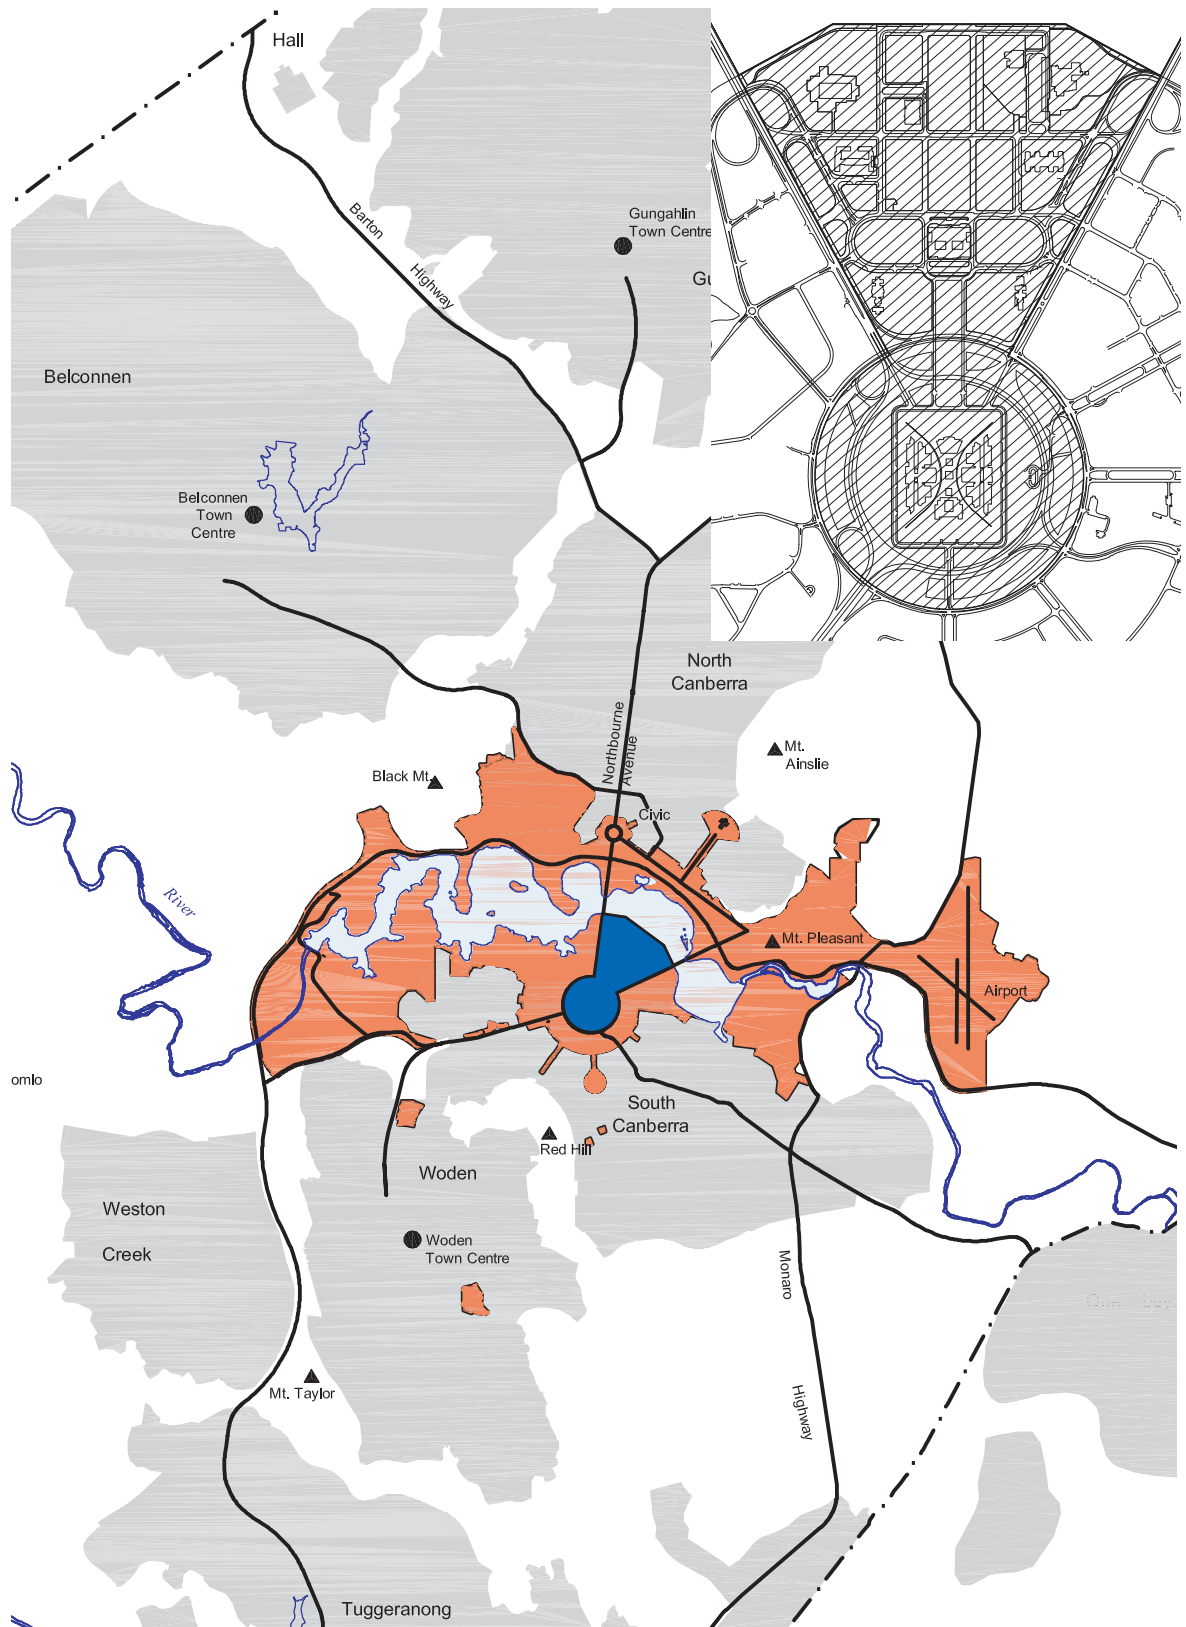 Hall
Barton
Highway
Gungahlin
Town Centre
Gu
Belconnen
Belconnen
Town
Centre
North
Canberra
Northbourne
Avenue
Mt.
Ainslie
Black Mt.
Civic
River
Mt. Pleasant
Airport
omlo
South
Canberra
Red Hill
Woden
Weston
Creek
Woden
Town Centre
Monaro
Highway
Mt. Taylor
Tuggeranong